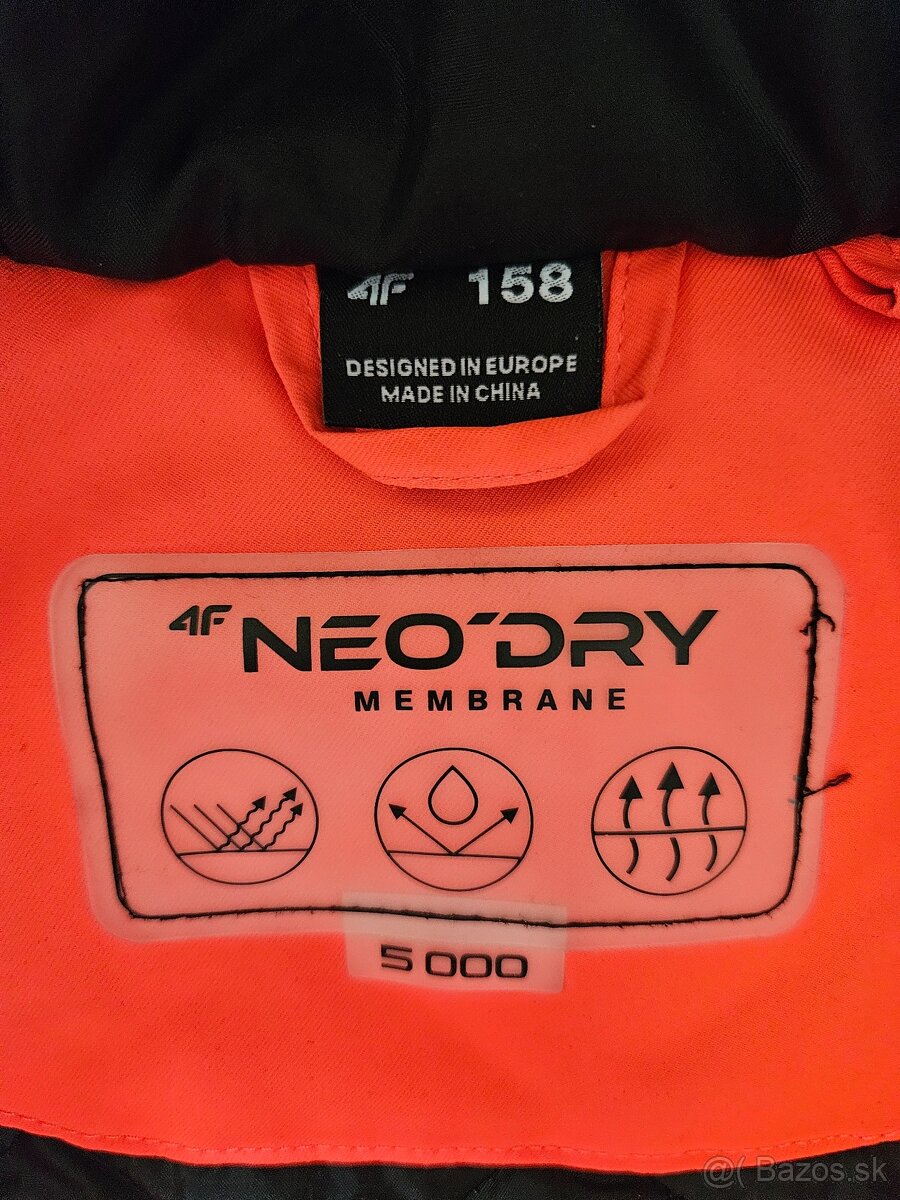 4F 158
DESIGNED IN EUROPE
MADE IN CHINA
4F NEO'DRY
MEMBRANE
5 000
@( Bazos.sk